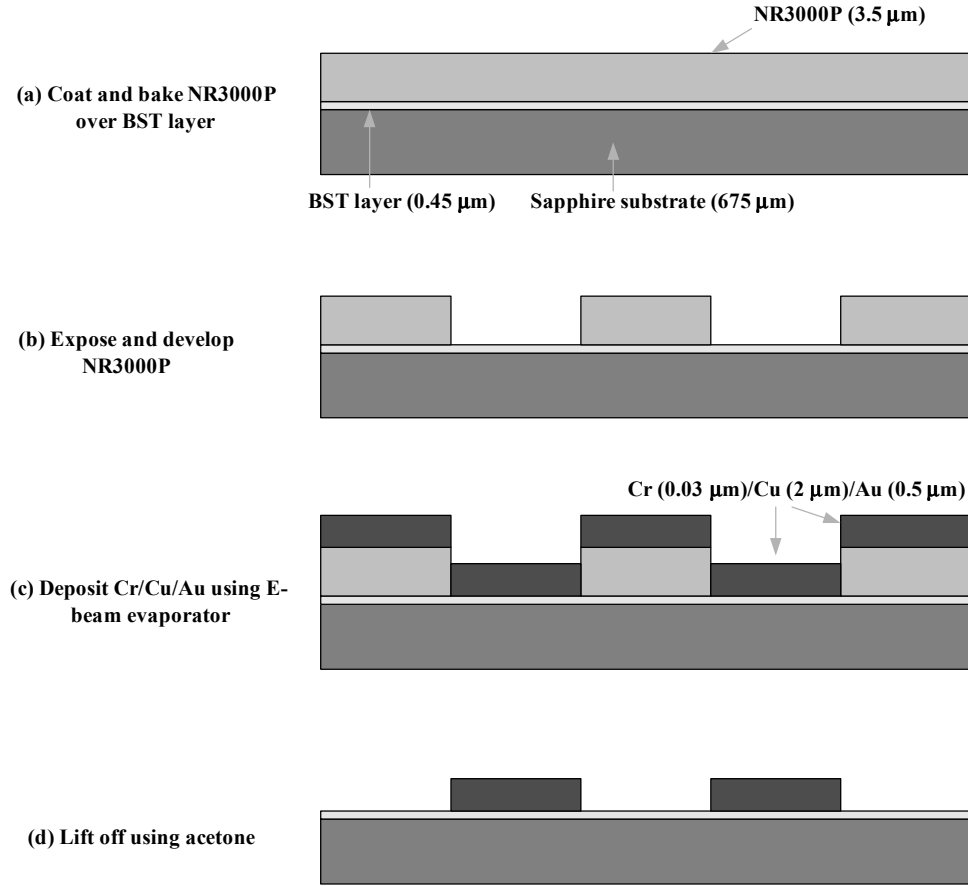 NR3000P (3.5 μm)
(a) Coat and bake NR3000P
over BST layer
BST layer (0.45 μm)
Sapphire substrate (675 μm)
(b) Expose and develop
NR3000P
Cr (0.03 μm)/Cu (2 μm)/Au (0.5 μm)
(c) Deposit Cr/Cu/Au using E-
beam evaporator
(d) Lift off using acetone